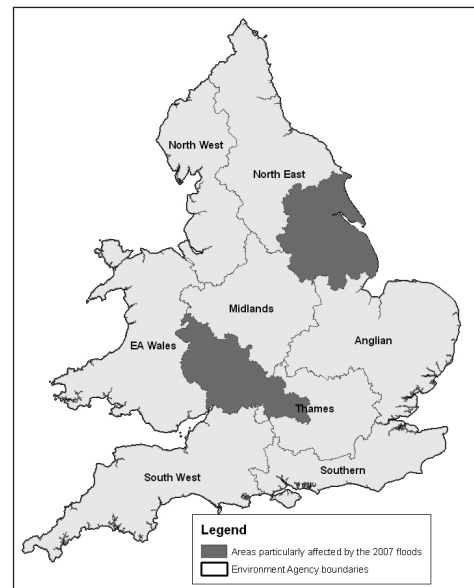 North West
North East
Midlands
EA Wales
Anglian
Thames
South West
Southern
Legend
Areas particularly affected by the 2007 floods
Environment Agency boundaries